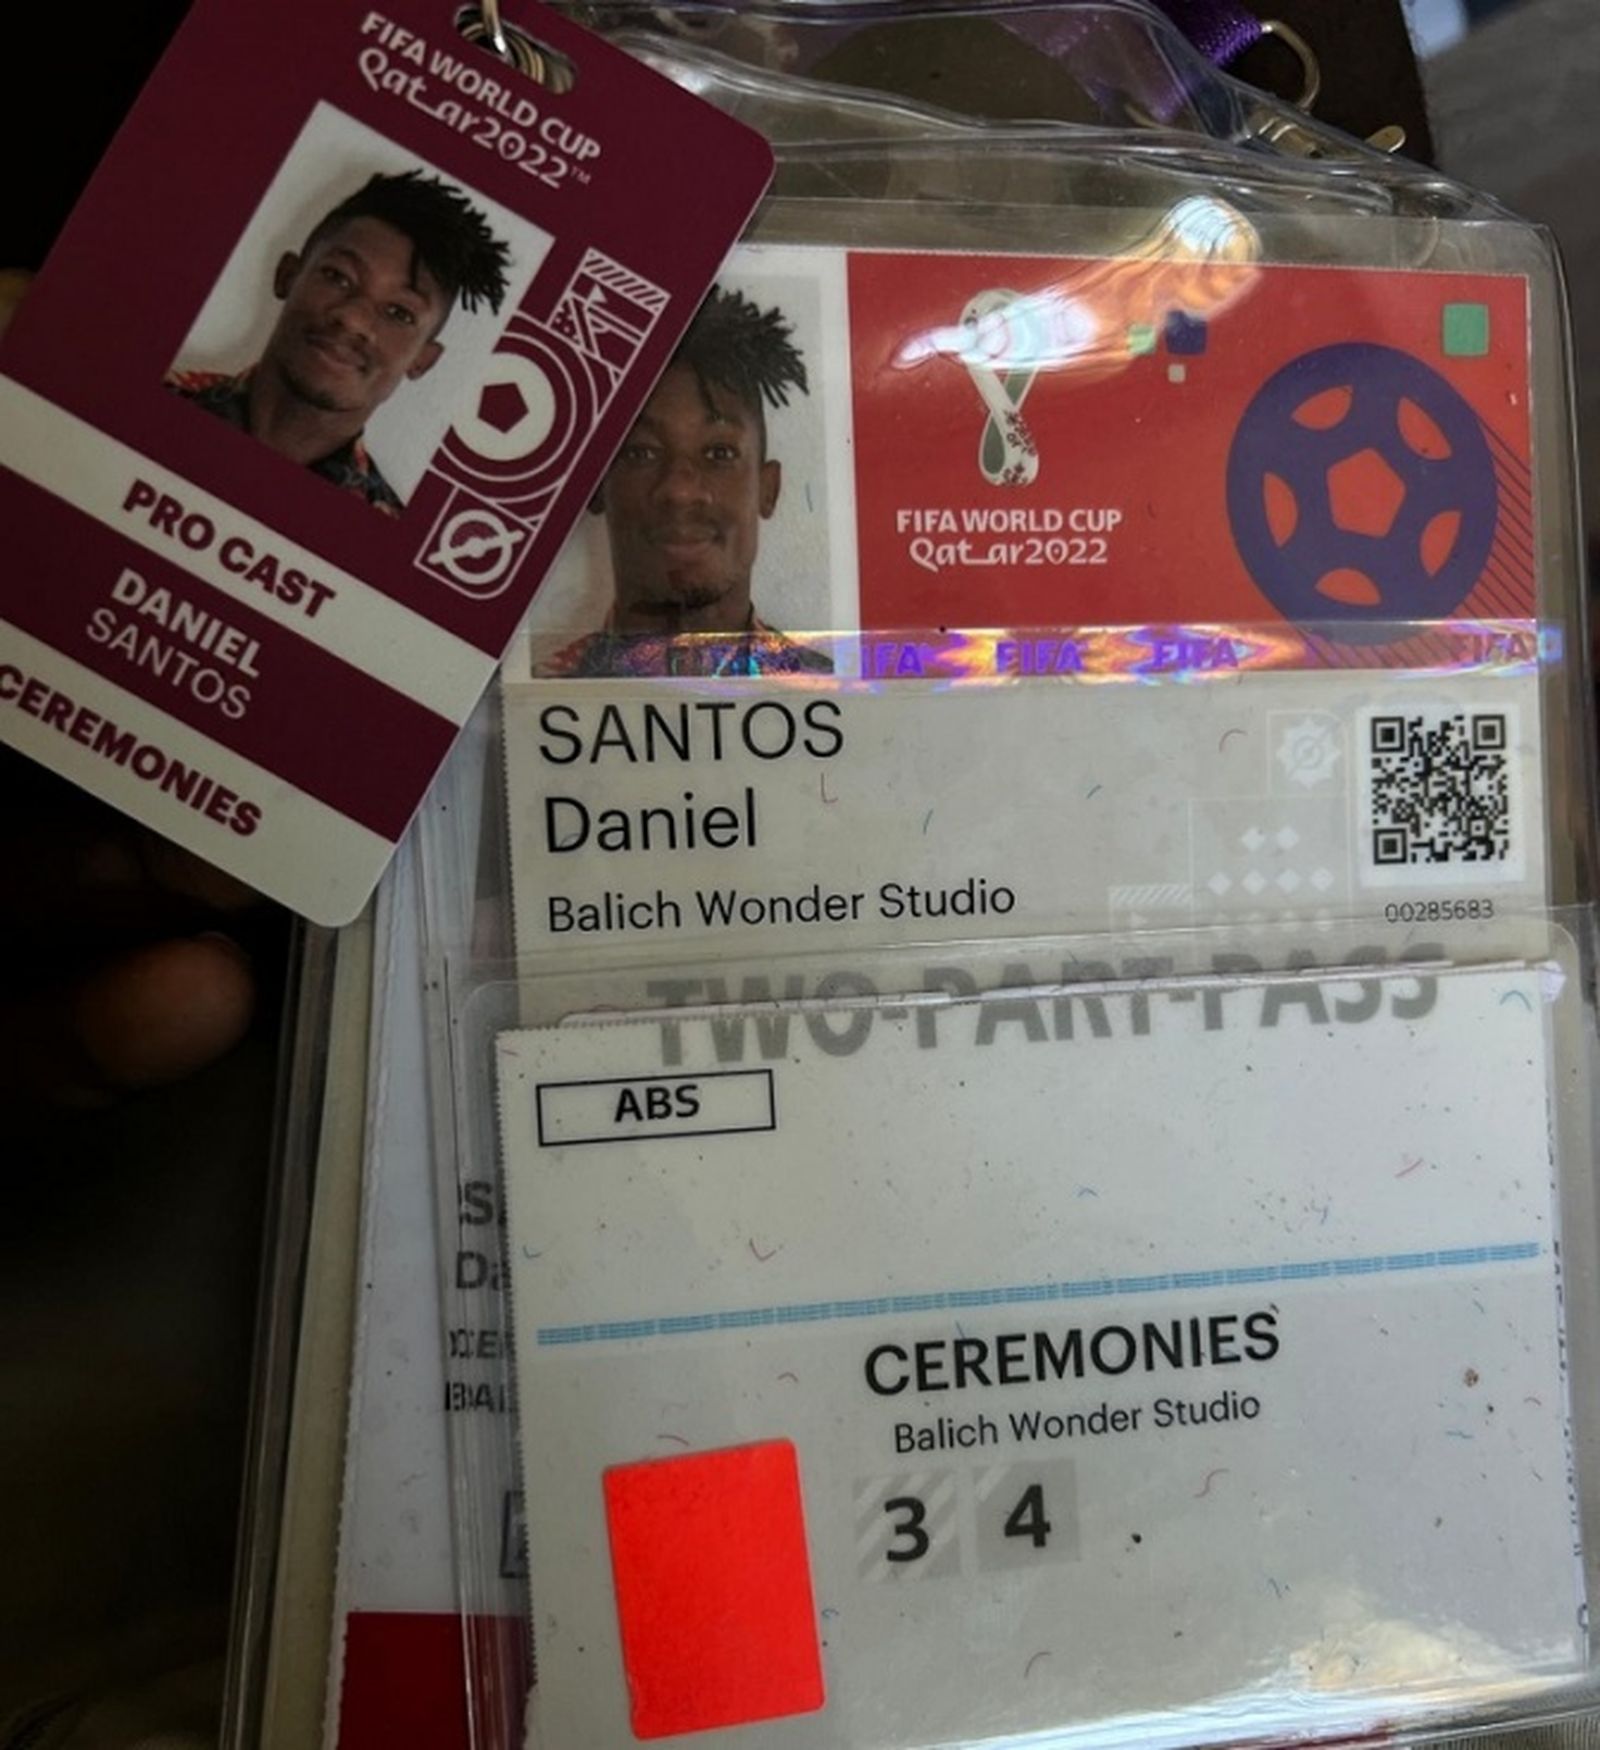 FIFA WORLD CUP
Qatar2022™
PRO CAST
DANIEL
SANTOS
CEREMONIES
FIFA WORLD CUP
Qatar2022
FIFA FIFA FIFA FIFA
SANTOS
Daniel
Balich Wonder Studio
00285683
TWO-PART-PASS
ABS
CEREMONIES
Balich Wonder Studio
3 4